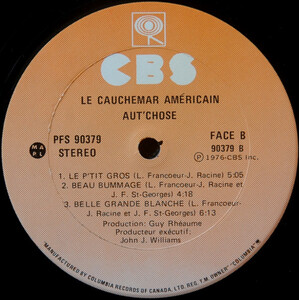 CBS
LE CAUCHEMAR AMÉRICAIN
AUT'CHOSE
PFS 90379
STEREO
FACE B
90379 B
℗ 1976-CBS Inc.
MAPL
1. LE P'TIT GROS (L. Francoeur-J. Racine) 5:05
2. BEAU BUMMAGE (L. Francoeur-J. Racine et
J. F. St-Georges) 4:18
3. BELLE GRANDE BLANCHE (L. Francoeur-
J. Racine et J. F. St-Georges) 6:13
Production: Guy Rhéaume
Producteur exécutif:
John J. Williams
MANUFACTURED BY COLUMBIA RECORDS OF CANADA, LTD. REG. T.M. OWNER "COLUMBIA"